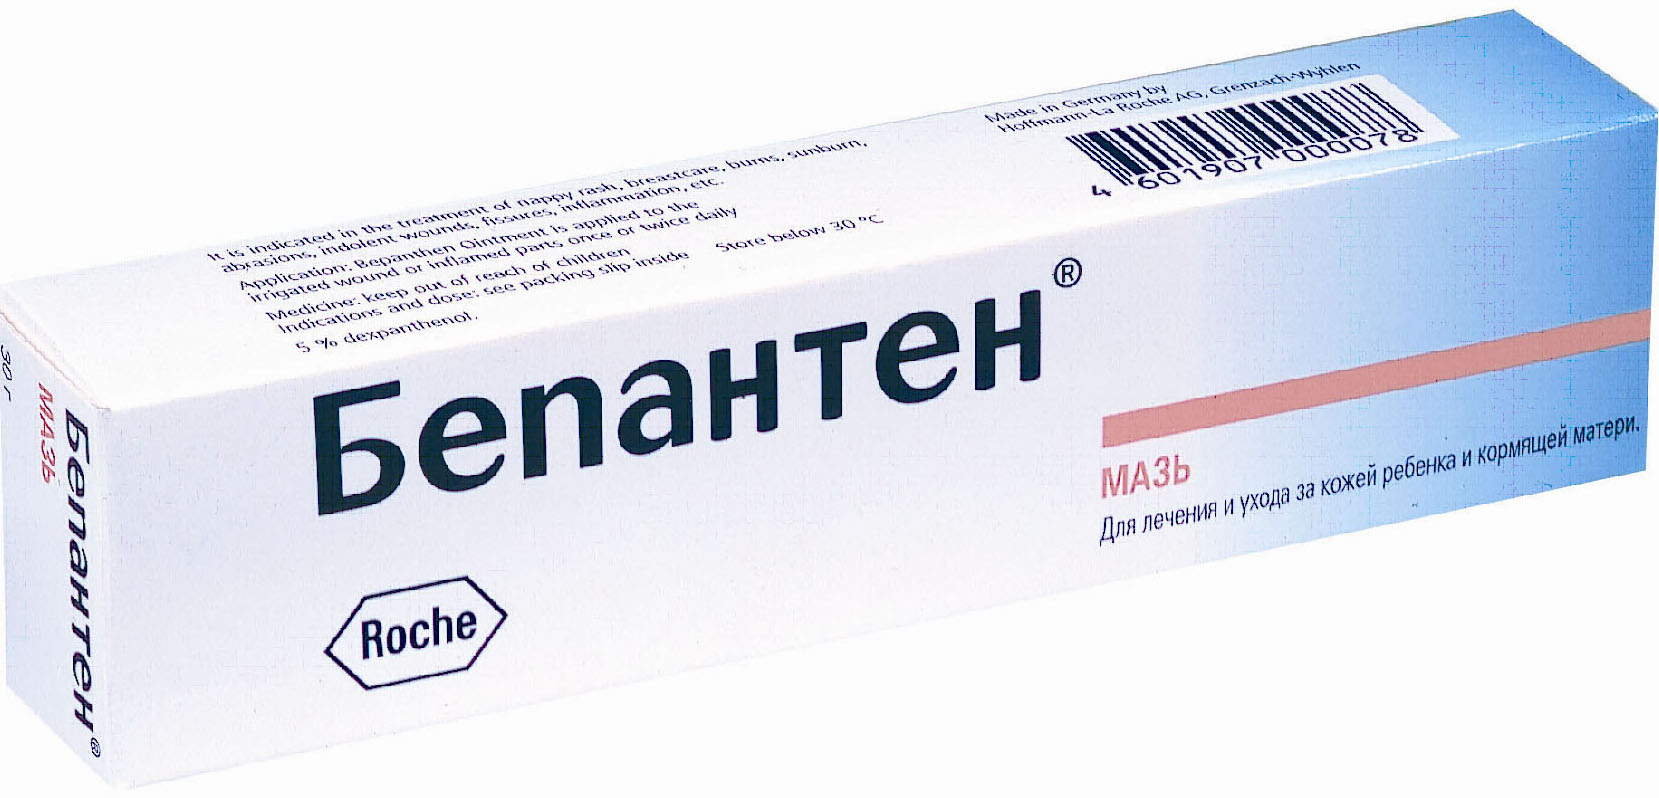 It is indicated in the treatment of nappy rash, breastcare, burns, sunburn,
abrasions, indolent wounds, fissures, inflammation, etc.
Application: Bepanthen Ointment is applied to the
irrigated wound or inflamed parts once or twice daily
Medicine: keep out of reach of children
Indications and dose: see packing slip inside Store below 30 °C
5 % dexpanthenol.
Made in Germany by
Hoffmann-La Roche AG, Grenzach-Wyhlen
4 601907 000078
Бепантен®
МАЗЬ
Для лечения и ухода за кожей ребенка и кормящей матери.
Roche
Бепантен®
МАЗЬ
30 г